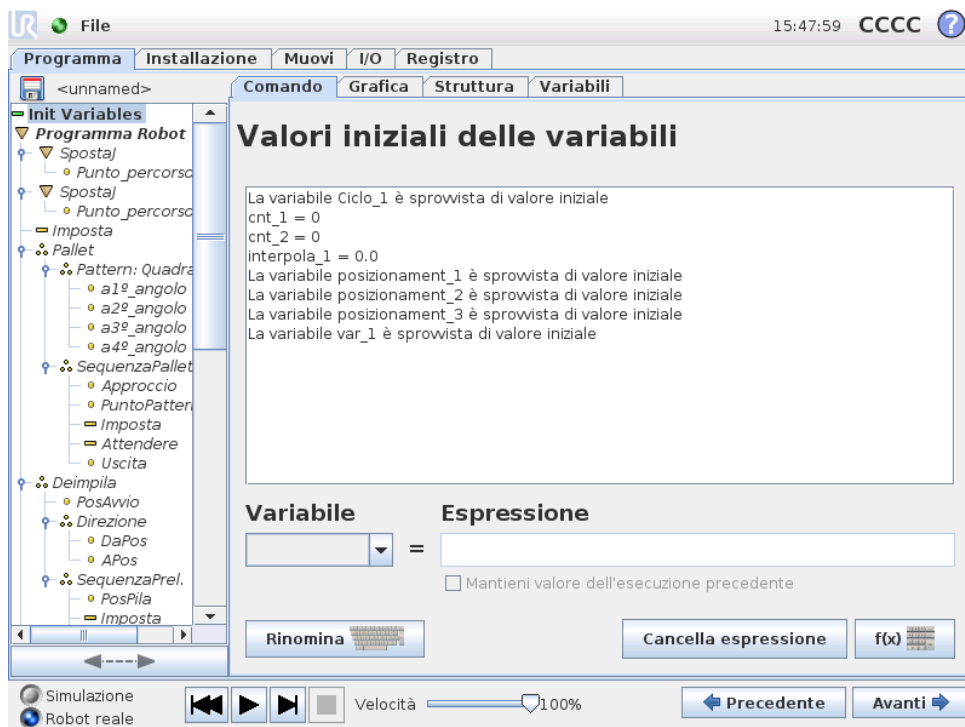 UR File 15:47:59 CCCC ?
Programma Installazione Muovi I/O Registro
<unnamed> Comando Grafica Struttura Variabili
Init Variables
Programma Robot
SpostaJ
Punto_percorso
SpostaJ
Punto_percorso
Imposta
Pallet
Pattern: Quadra
a1º_angolo
a2º_angolo
a3º_angolo
a4º_angolo
SequenzaPallet
Approccio
PuntoPatter
Imposta
Attendere
Uscita
Deimpila
PosAvvio
Direzione
DaPos
APos
SequenzaPrel.
PosPila
Imposta
Valori iniziali delle variabili
La variabile Ciclo_1 è sprovvista di valore iniziale
cnt_1 = 0
cnt_2 = 0
interpola_1 = 0.0
La variabile posizionament_1 è sprovvista di valore iniziale
La variabile posizionament_2 è sprovvista di valore iniziale
La variabile posizionament_3 è sprovvista di valore iniziale
La variabile var_1 è sprovvista di valore iniziale
Variabile Espressione
=
Mantieni valore dell'esecuzione precedente
Rinomina Cancella espressione f(x)
Simulazione
Robot reale
Velocità 100% Precedente Avanti